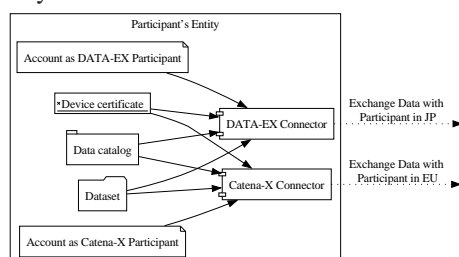 Participant's Entity
Account as DATA-EX Participant
*Device certificate
Data catalog
Dataset
Account as Catena-X Participant
DATA-EX Connector
Catena-X Connector
Exchange Data with
Participant in JP
Exchange Data with
Participant in EU